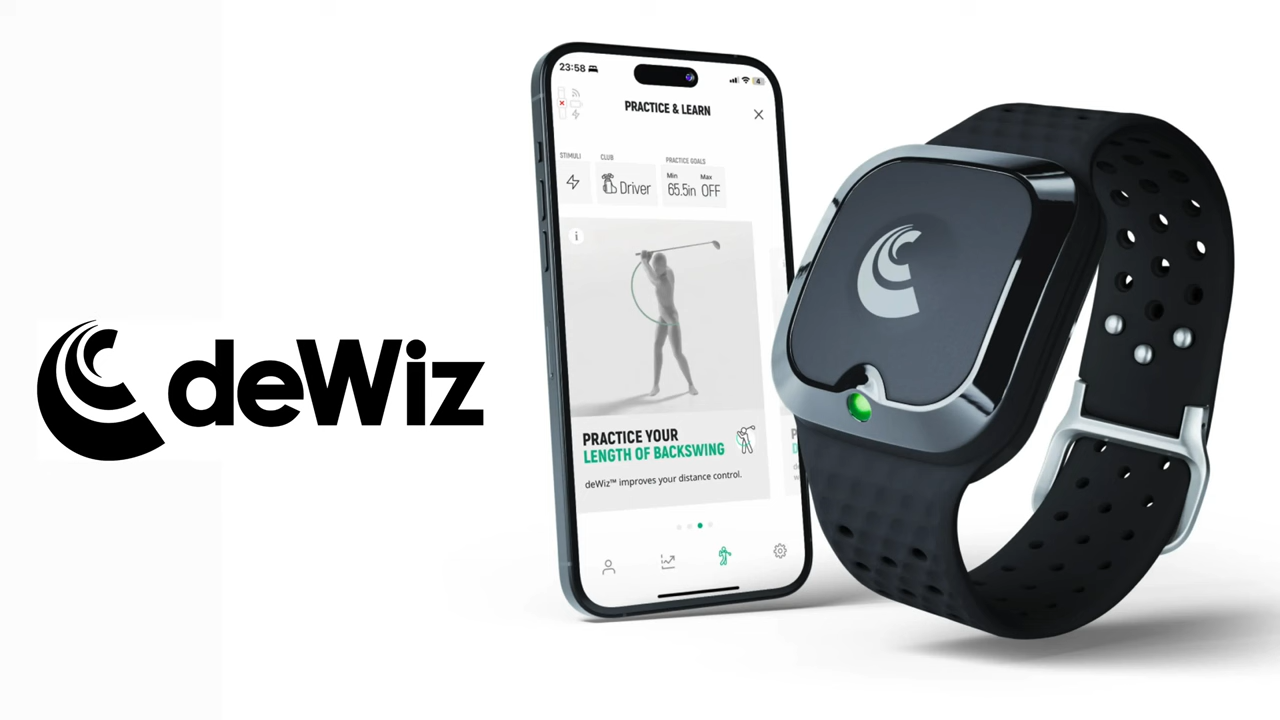 deWiz
23:58
4
PRACTICE & LEARN
STIMULI
CLUB
PRACTICE GOALS
Driver
Min
Max
65.5in
OFF
PRACTICE YOUR
LENGTH OF BACKSWING
deWiz™ improves your distance control.